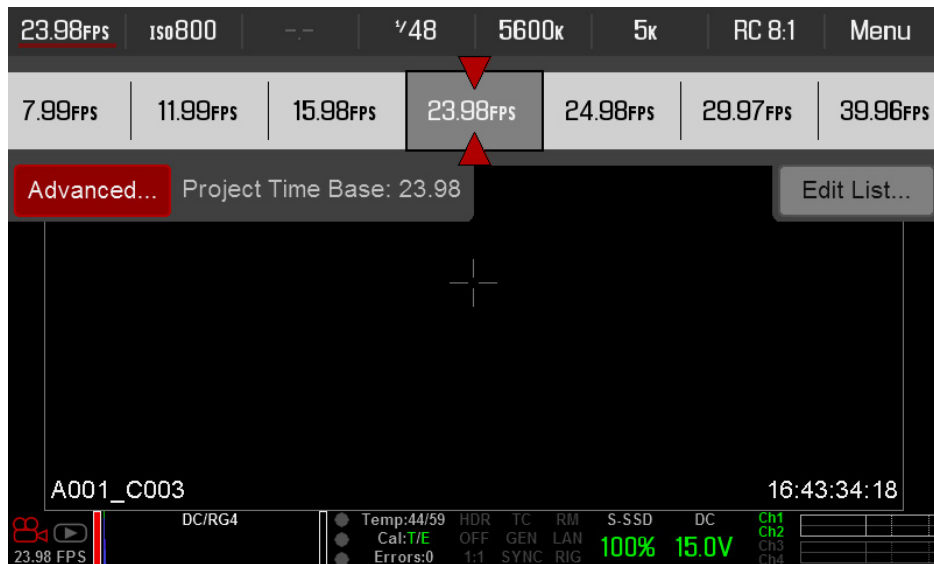 23.98FPS ISO800 -.- 1/48 5600K 5K RC 8:1 Menu
7.99FPS 11.99FPS 15.98FPS 23.98FPS 24.98FPS 29.97FPS 39.96FPS
Advanced... Project Time Base: 23.98 Edit List...
A001_C003 16:43:34:18
DC/RG4 Temp:44/59 HDR TC RM S-SSD DC Ch1
Cal:T/E OFF GEN LAN 100% 15.0V Ch2
23.98 FPS Errors:0 1:1 SYNC RIG Ch3
Ch4